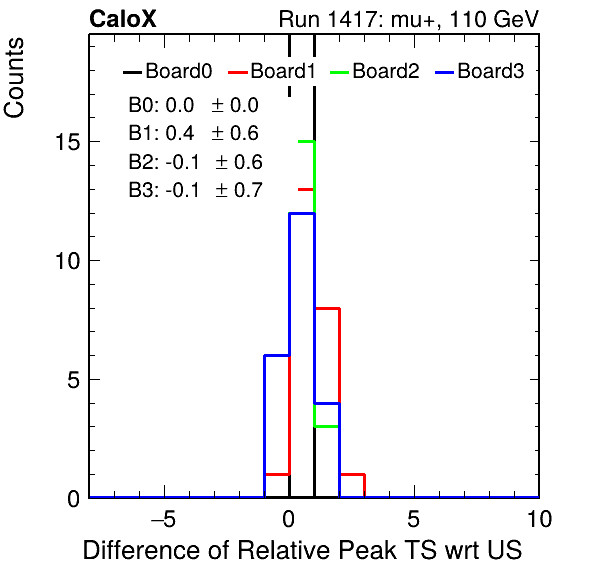 CaloX Run 1417: mu+, 110 GeV
Counts
Board0 Board1 Board2 Board3
B0: 0.0 ± 0.0
B1: 0.4 ± 0.6
B2: -0.1 ± 0.6
B3: -0.1 ± 0.7
15
10
5
0
−5 0 5 10
Difference of Relative Peak TS wrt US